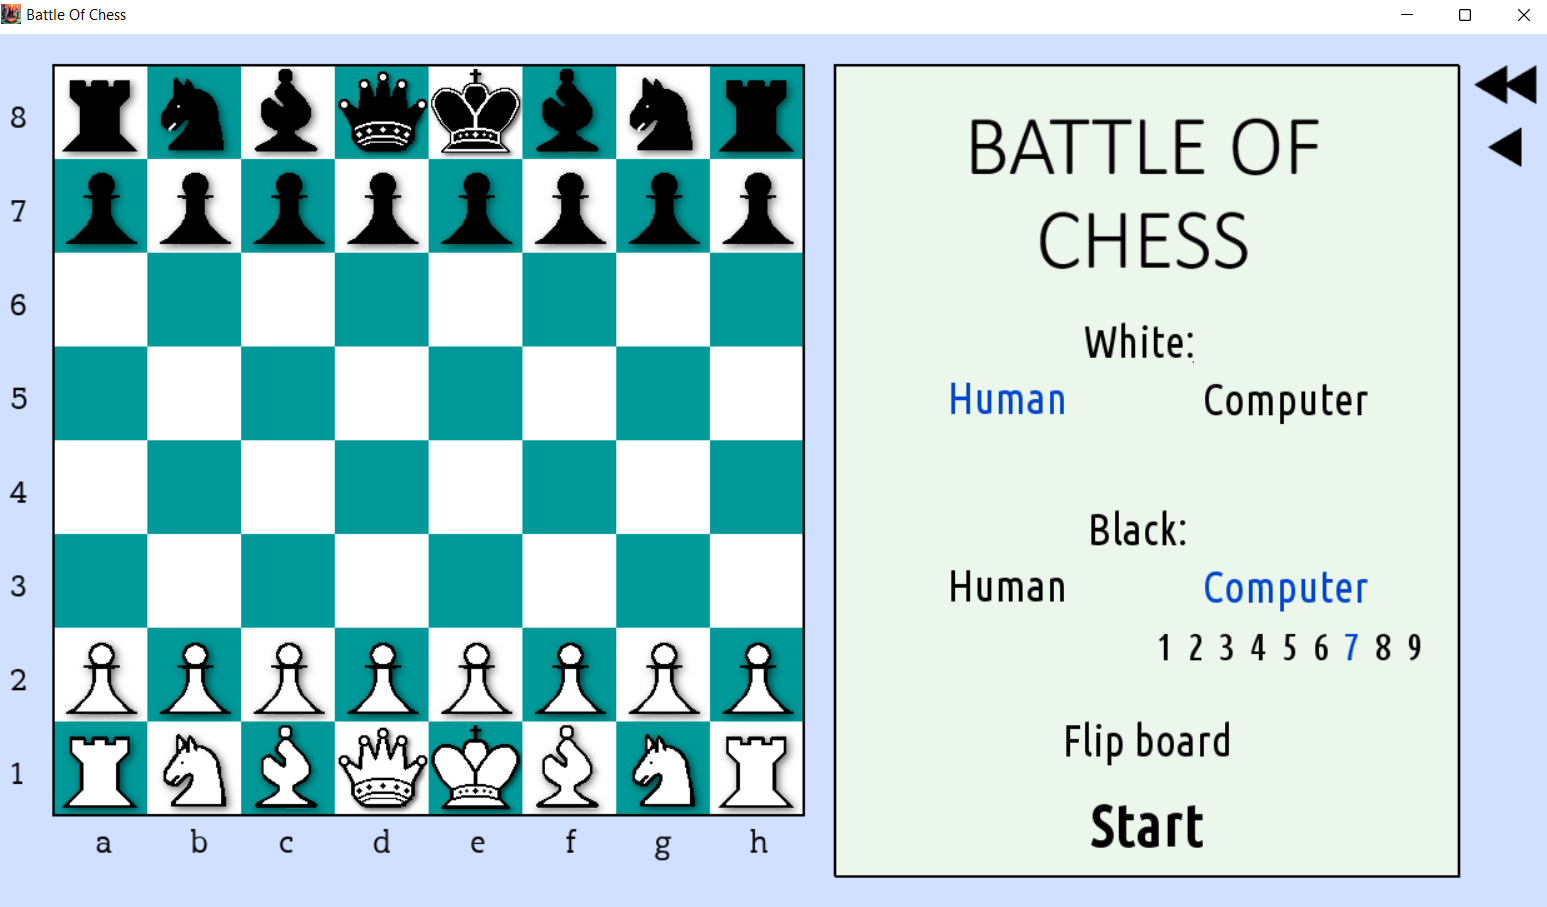 Battle Of Chess
8
7
6
5
4
3
2
1
a b c d e f g h
BATTLE OF
CHESS
White:
Human Computer
Black:
Human Computer
1 2 3 4 5 6 7 8 9
Flip board
Start